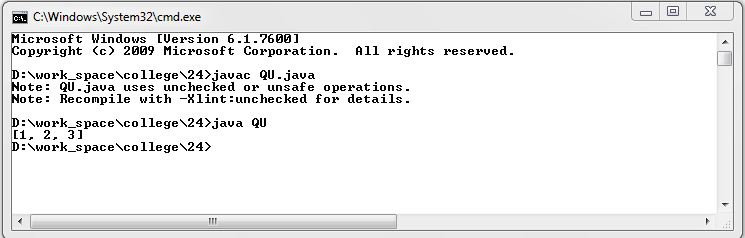 C:\Windows\System32\cmd.exe
Microsoft Windows [Version 6.1.7600]
Copyright (c) 2009 Microsoft Corporation.  All rights reserved.
D:\work_space\college\24>javac QU.java
Note: QU.java uses unchecked or unsafe operations.
Note: Recompile with -Xlint:unchecked for details.
D:\work_space\college\24>java QU
[1, 2, 3]
D:\work_space\college\24>